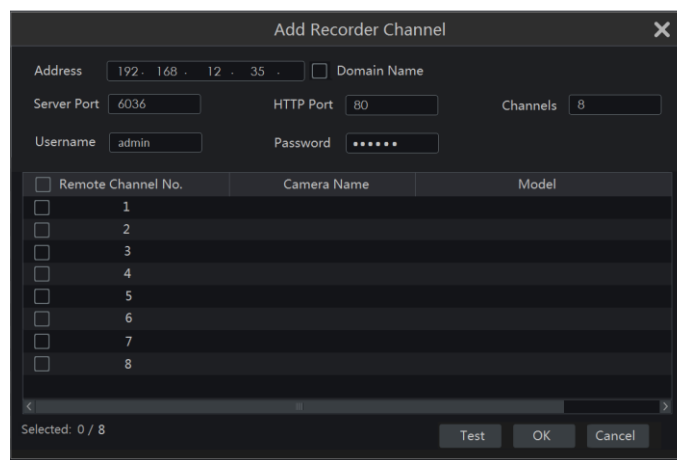 Add Recorder Channel
Address 192 . 168 . 12 . 35 . Domain Name
Server Port 6036 HTTP Port 80 Channels 8
Username admin Password ••••••
Remote Channel No. Camera Name Model
1
2
3
4
5
6
7
8
Selected: 0 / 8 Test OK Cancel